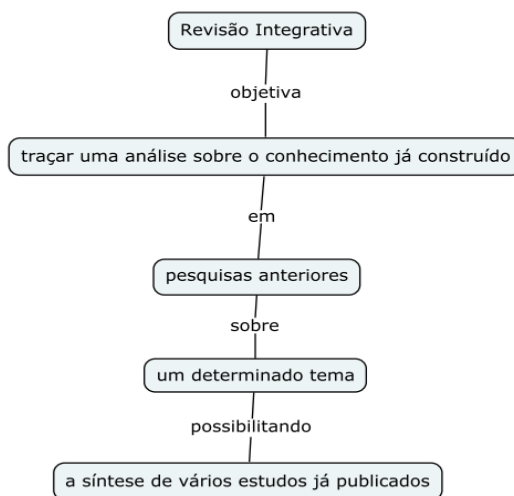 Revisão Integrativa
objetiva
traçar uma análise sobre o conhecimento já construído
em
pesquisas anteriores
sobre
um determinado tema
possibilitando
a síntese de vários estudos já publicados